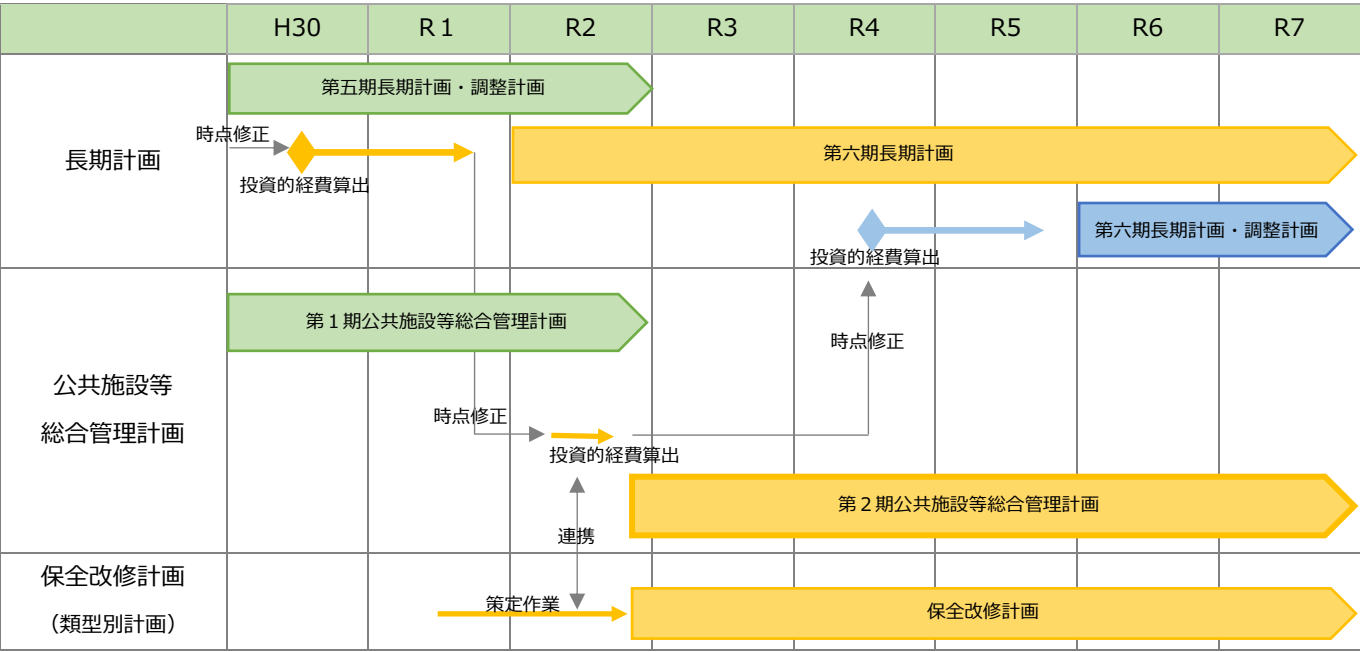 H30 R１ R2 R3 R4 R5 R6 R7
第五期長期計画・調整計画
時点修正
長期計画
第六期長期計画
投資的経費算出
第六期長期計画・調整計画
投資的経費算出
第１期公共施設等総合管理計画
時点修正
公共施設等
総合管理計画
時点修正
投資的経費算出
第２期公共施設等総合管理計画
連携
保全改修計画
（類型別計画）
策定作業
保全改修計画